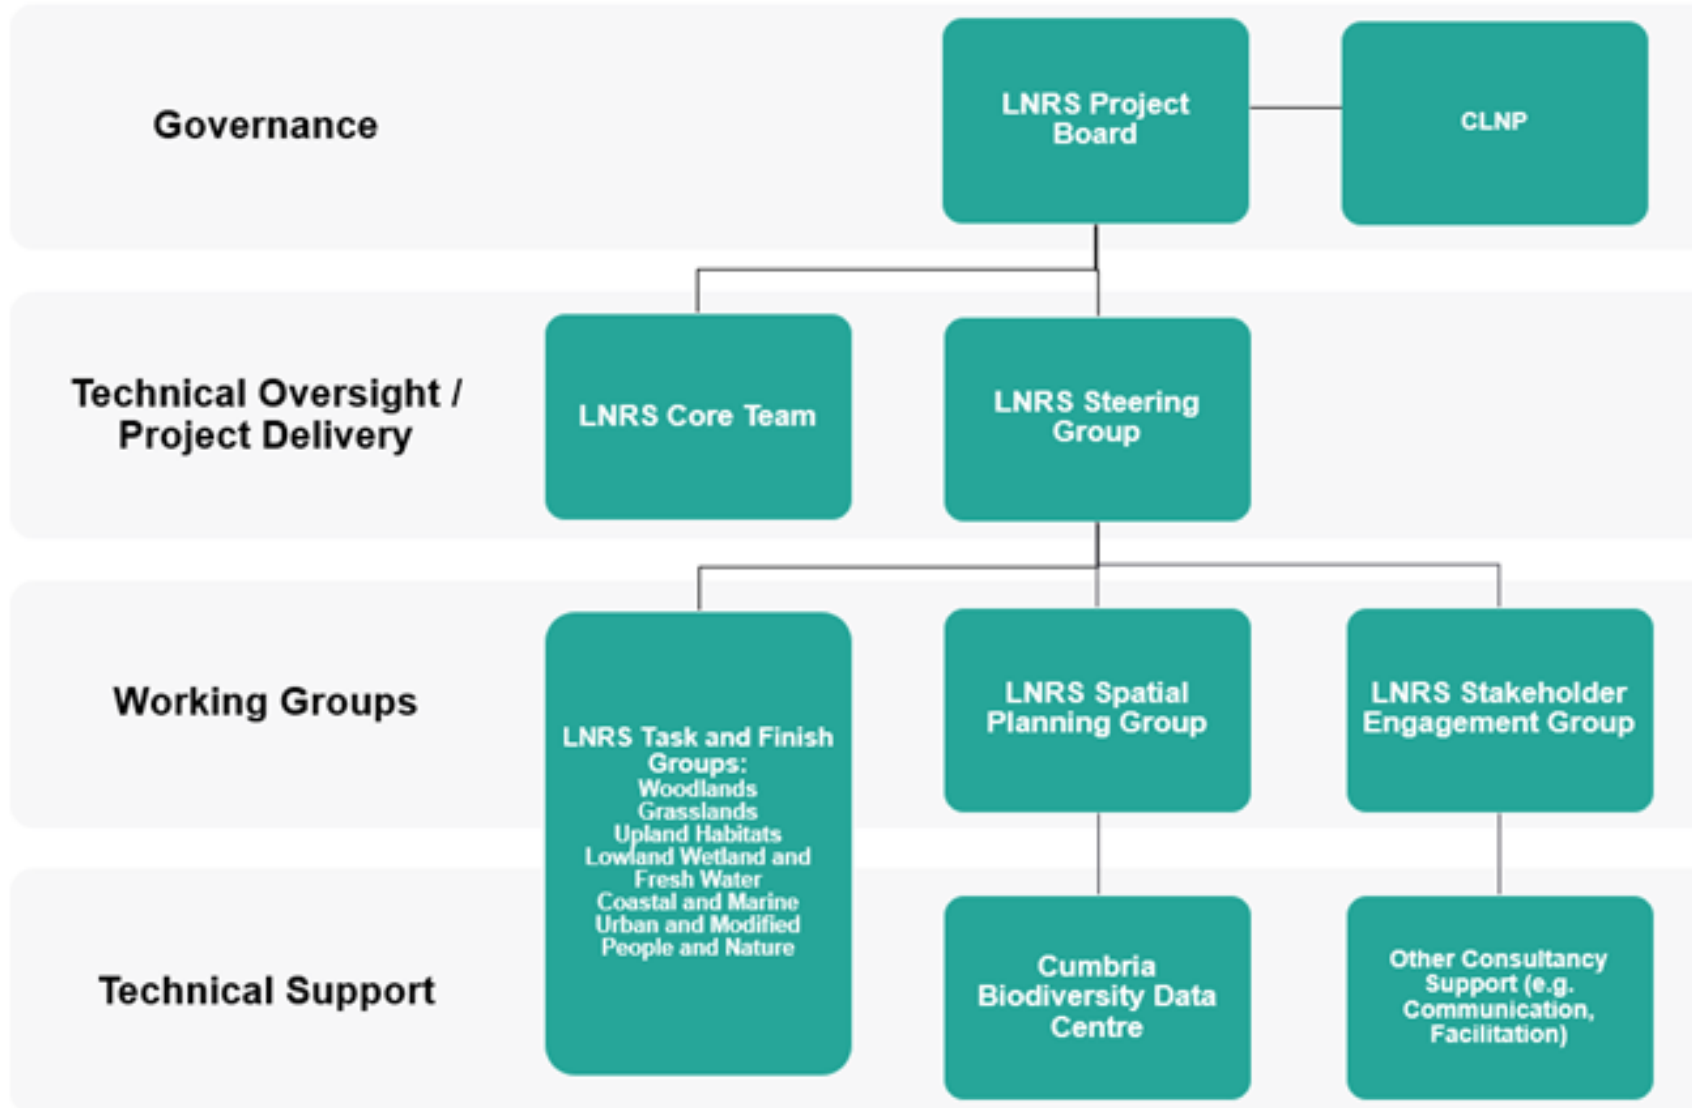 Governance
LNRS Project
Board
CLNP
Technical Oversight /
Project Delivery
LNRS Core Team
LNRS Steering
Group
Working Groups
LNRS Task and Finish
Groups:
Woodlands
Grasslands
Upland Habitats
Lowland Wetland and
Fresh Water
Coastal and Marine
Urban and Modified
People and Nature
LNRS Spatial
Planning Group
LNRS Stakeholder
Engagement Group
Technical Support
Cumbria
Biodiversity Data
Centre
Other Consultancy
Support (e.g.
Communication,
Facilitation)